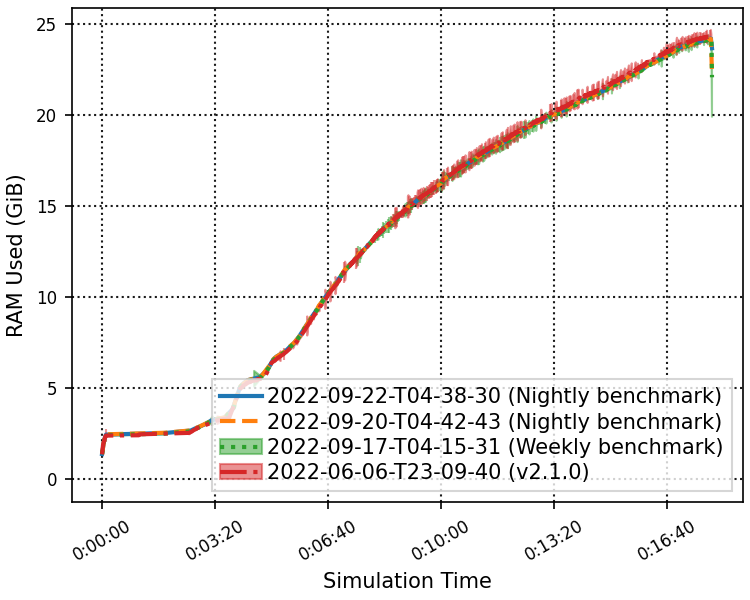 25
20
15
10
5
0
RAM Used (GiB)
2022-09-22-T04-38-30 (Nightly benchmark)
2022-09-20-T04-42-43 (Nightly benchmark)
2022-09-17-T04-15-31 (Weekly benchmark)
2022-06-06-T23-09-40 (v2.1.0)
0:00:00
0:03:20
0:06:40
0:10:00
0:13:20
0:16:40
Simulation Time